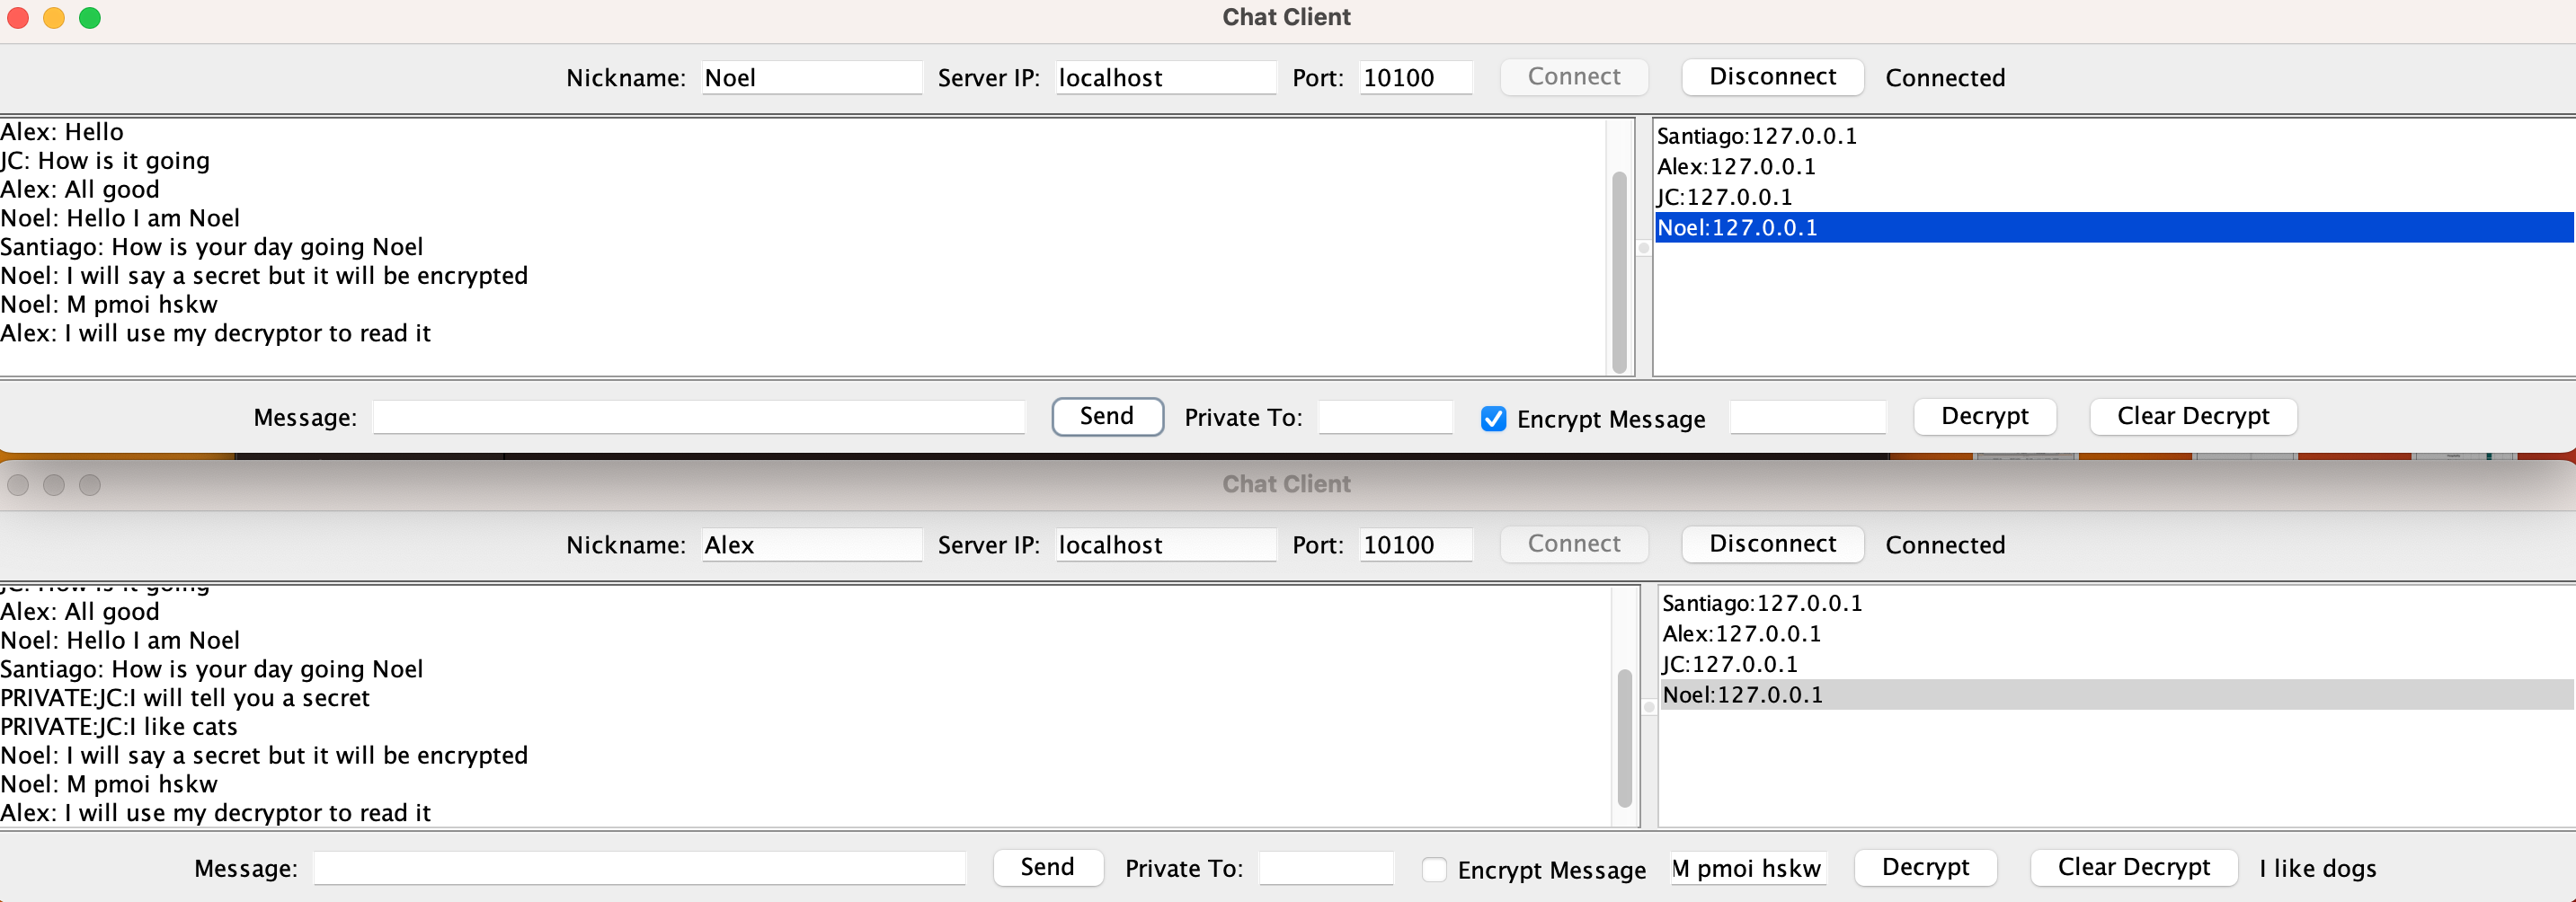 Chat Client
Nickname: Noel Server IP: localhost Port: 10100 Connect Disconnect Connected
Alex: Hello
JC: How is it going
Alex: All good
Noel: Hello I am Noel
Santiago: How is your day going Noel
Noel: I will say a secret but it will be encrypted
Noel: M pmoi hskw
Alex: I will use my decryptor to read it
Santiago:127.0.0.1
Alex:127.0.0.1
JC:127.0.0.1
Noel:127.0.0.1
Message: Send Private To: Encrypt Message Decrypt Clear Decrypt
Chat Client
Nickname: Alex Server IP: localhost Port: 10100 Connect Disconnect Connected
JC: How is it going
Alex: All good
Noel: Hello I am Noel
Santiago: How is your day going Noel
PRIVATE:JC:I will tell you a secret
PRIVATE:JC:I like cats
Noel: I will say a secret but it will be encrypted
Noel: M pmoi hskw
Alex: I will use my decryptor to read it
Santiago:127.0.0.1
Alex:127.0.0.1
JC:127.0.0.1
Noel:127.0.0.1
Message: Send Private To: Encrypt Message M pmoi hskw Decrypt Clear Decrypt I like dogs